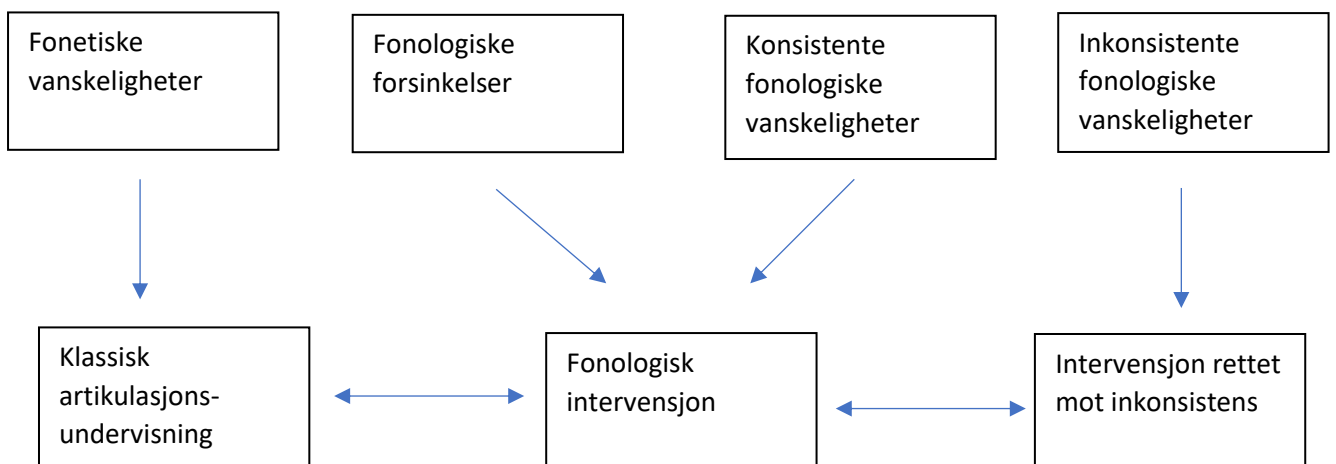 Fonetiske
vanskeligheter
Fonologiske
forsinkelser
Konsistente
fonologiske
vanskeligheter
Inkonsistente
fonologiske
vanskeligheter
Klassisk
artikulasjons-
undervisning
Fonologisk
intervensjon
Intervensjon rettet
mot inkonsistens